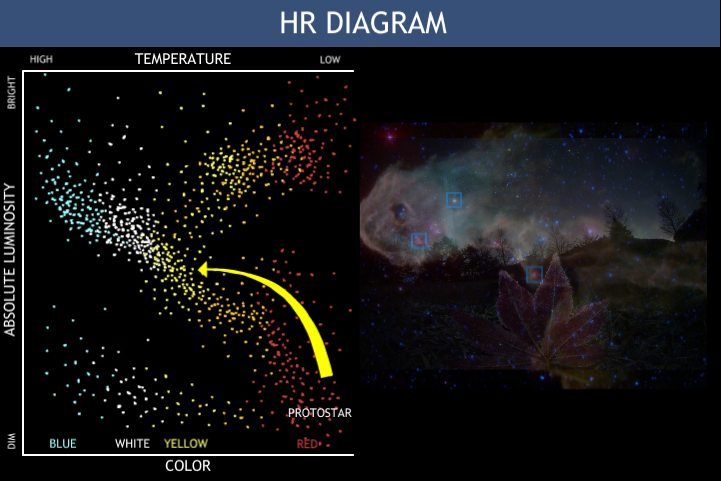 HR DIAGRAM
HIGH
TEMPERATURE
LOW
BRIGHT
ABSOLUTE LUMINOSITY
DIM
PROTOSTAR
BLUE
WHITE
YELLOW
RED
COLOR